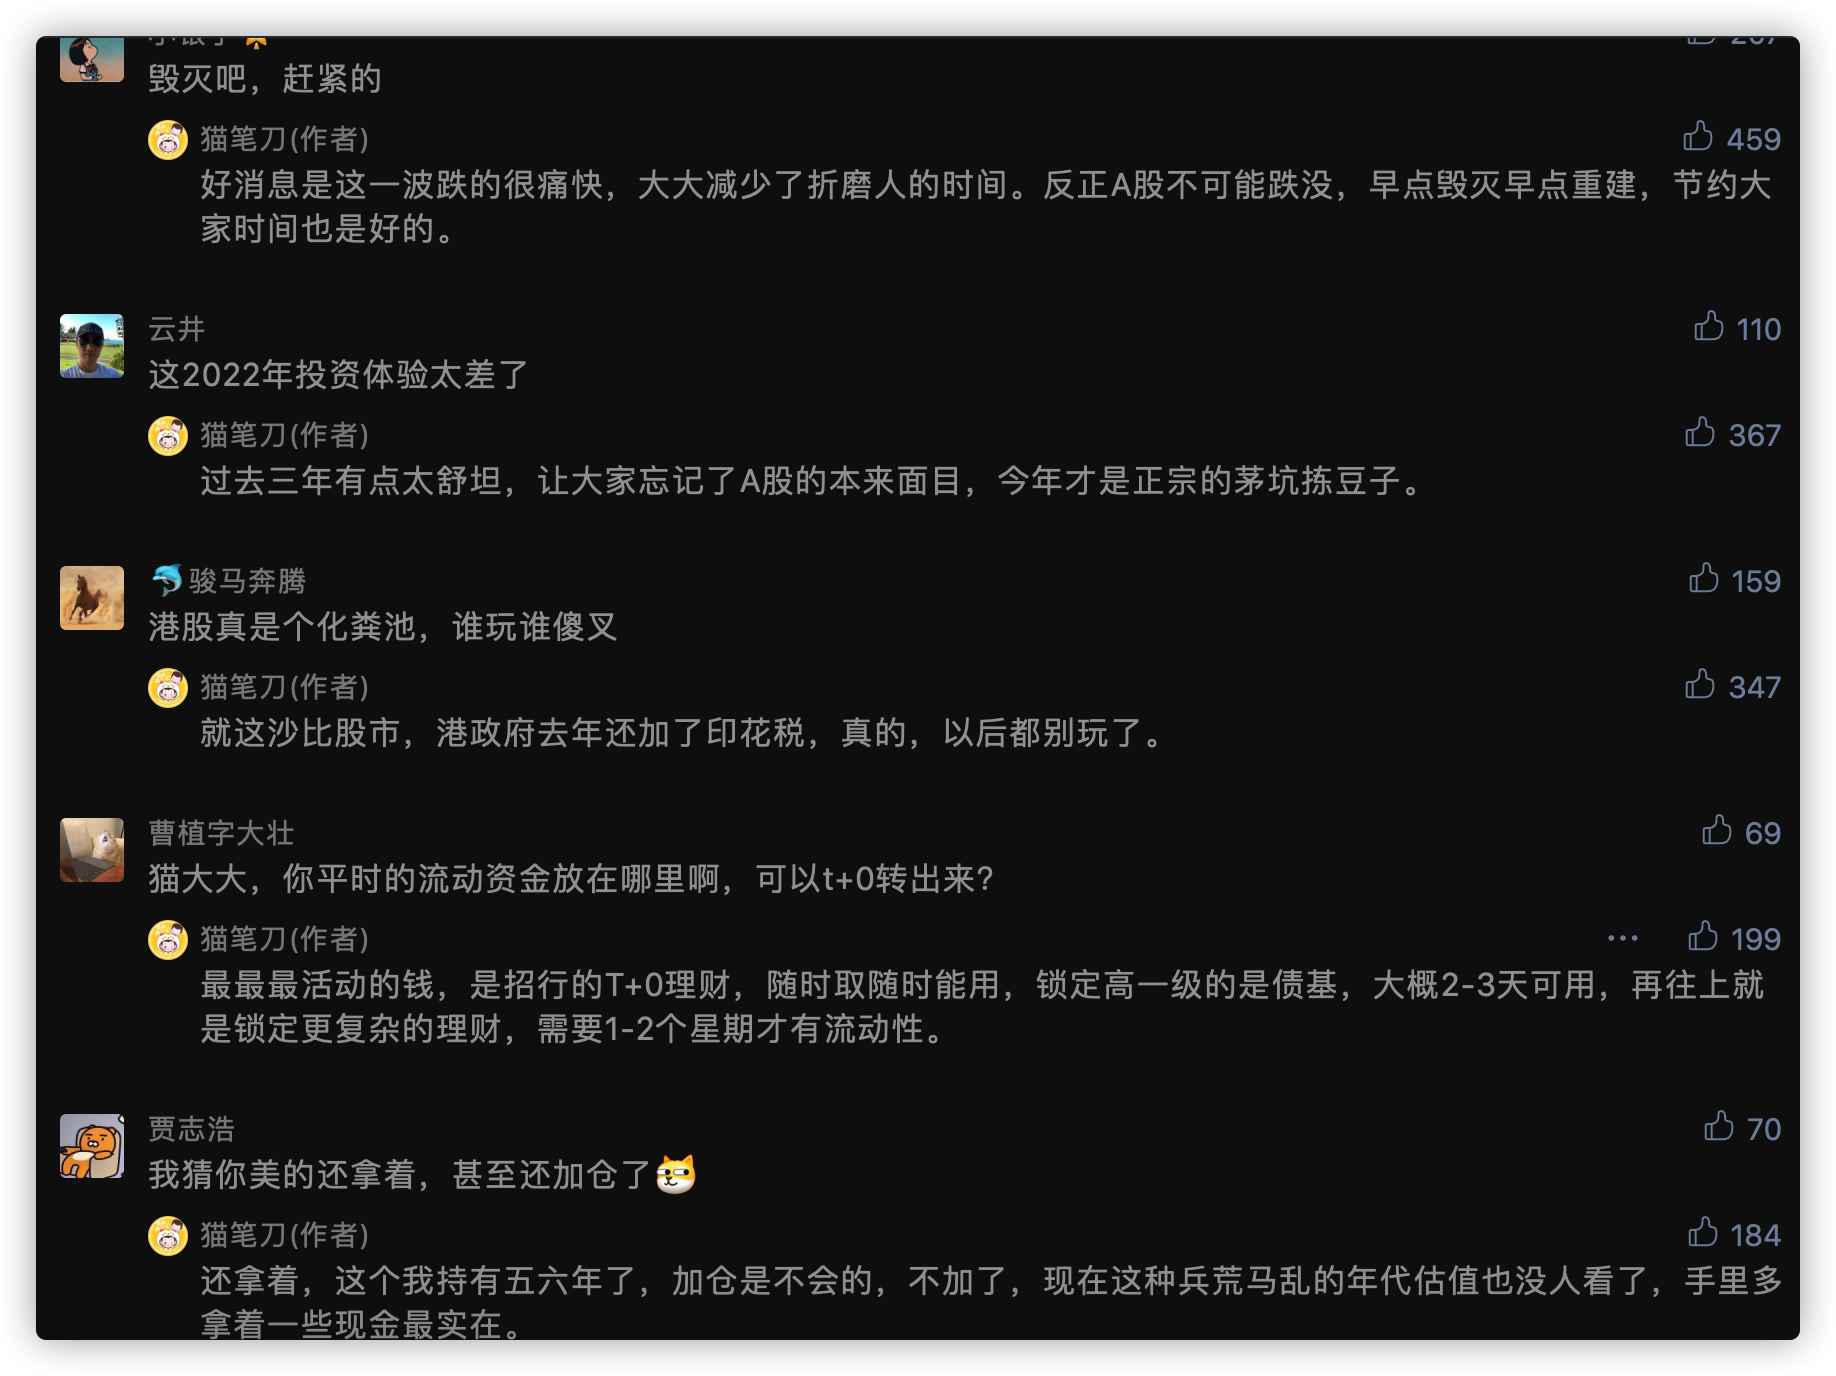 毁灭吧，赶紧的
猫笔刀(作者)
459
好消息是这一波跌的很痛快，大大减少了折磨人的时间。反正A股不可能跌没，早点毁灭早点重建，节约大
家时间也是好的。
云井
110
这2022年投资体验太差了
猫笔刀(作者)
367
过去三年有点太舒坦，让大家忘记了A股的本来面目，今年才是正宗的茅坑拣豆子。
🐬骏马奔腾
159
港股真是个化粪池，谁玩谁傻叉
猫笔刀(作者)
347
就这沙比股市，港政府去年还加了印花税，真的，以后都别玩了。
曹植字大壮
69
猫大大，你平时的流动资金放在哪里啊，可以t+0转出来?
猫笔刀(作者)
199
最最最活动的钱，是招行的T+0理财，随时取随时能用，锁定高一级的是债基，大概2-3天可用，再往上就
是锁定更复杂的理财，需要1-2个星期才有流动性。
贾志浩
70
我猜你美的还拿着，甚至还加仓了
猫笔刀(作者)
184
还拿着，这个我持有五六年了，加仓是不会的，不加了，现在这种兵荒马乱的年代估值也没人看了，手里多
拿着一些现金最实在。